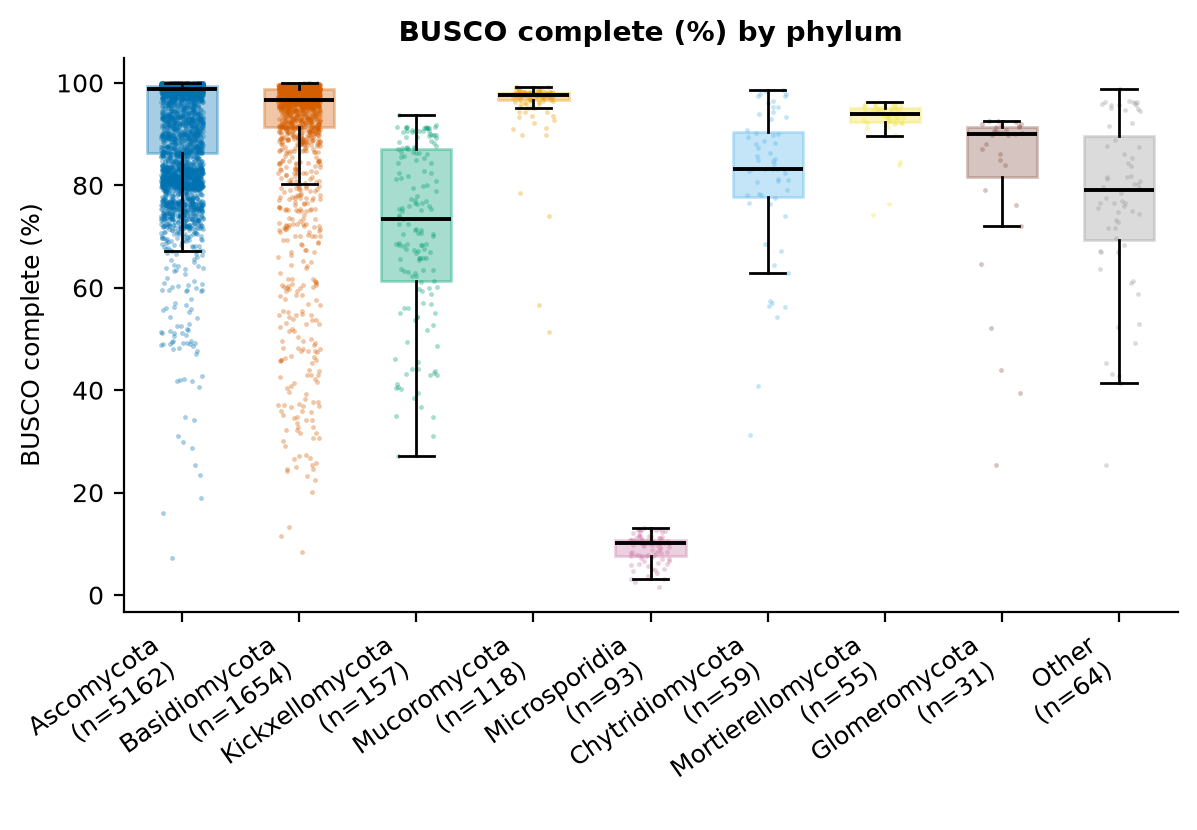 BUSCO complete (%) by phylum
BUSCO complete (%)
100
80
60
40
20
0
Ascomycota
(n=5162)
Basidiomycota
(n=1654)
Kickxellomycota
(n=157)
Mucoromycota
(n=118)
Microsporidia
(n=93)
Chytridiomycota
(n=59)
Mortierellomycota
(n=55)
Glomeromycota
(n=31)
Other
(n=64)